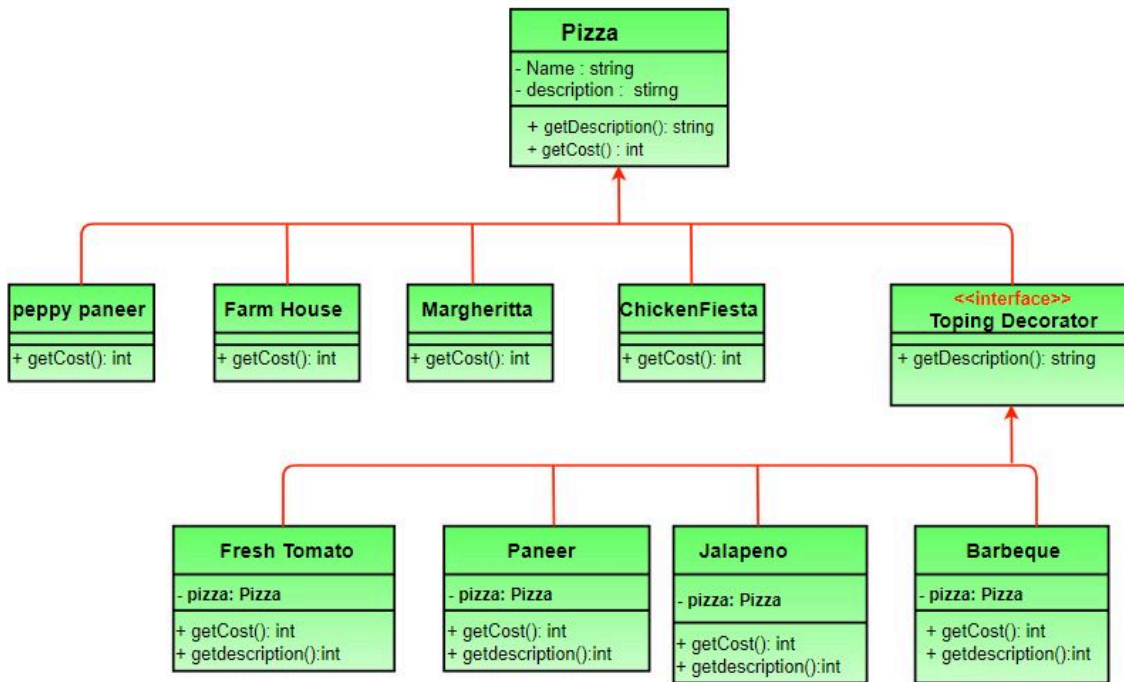 Pizza
- Name : string
- description : stirng
+ getDescription(): string
+ getCost() : int
peppy paneer
+ getCost(): int
Farm House
+ getCost(): int
Margheritta
+ getCost(): int
ChickenFiesta
+ getCost(): int
<<interface>>
Toping Decorator
+ getDescription(): string
Fresh Tomato
- pizza: Pizza
+ getCost(): int
+ getdescription():int
Paneer
- pizza: Pizza
+ getCost(): int
+ getdescription():int
Jalapeno
- pizza: Pizza
+ getCost(): int
+ getdescription():int
Barbeque
- pizza: Pizza
+ getCost(): int
+ getdescription():int